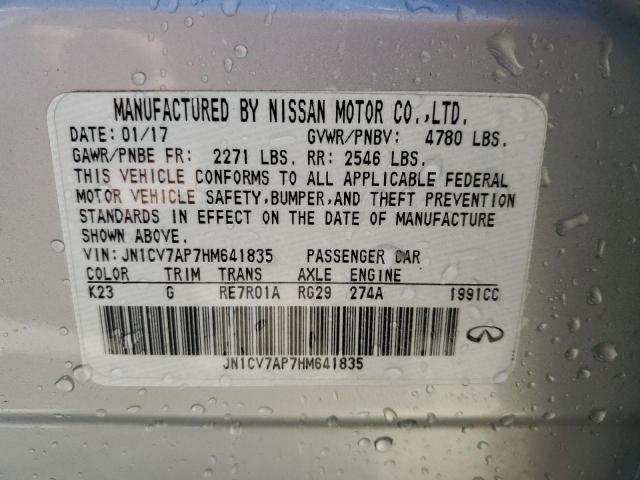 MANUFACTURED BY NISSAN MOTOR CO.,LTD.
DATE: 01/17 GVWR/PNBV: 4780 LBS.
GAWR/PNBE FR: 2271 LBS. RR: 2546 LBS.
THIS VEHICLE CONFORMS TO ALL APPLICABLE FEDERAL
MOTOR VEHICLE SAFETY,BUMPER,AND THEFT PREVENTION
STANDARDS IN EFFECT ON THE DATE OF MANUFACTURE
SHOWN ABOVE.
VIN: JN1CV7AP7HM641835 PASSENGER CAR
COLOR TRIM TRANS AXLE ENGINE
K23 G RE7R01A RG29 274A 1991CC
JN1CV7AP7HM641835